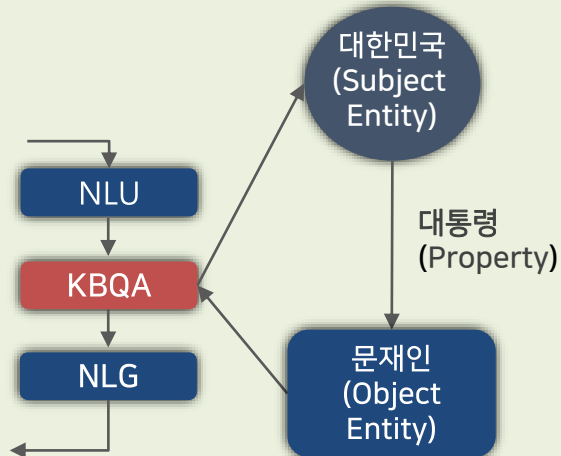 대한민국
(Subject
Entity)
NLU
대통령
(Property)
KBQA
문재인
(Object
Entity)
NLG